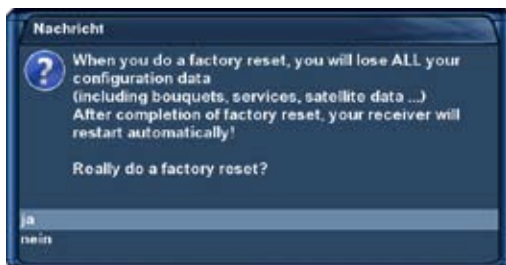 Nachricht
When you do a factory reset, you will lose ALL your
configuration data
(including bouquets, services, satellite data ...)
After completion of factory reset, your receiver will
restart automatically!
Really do a factory reset?
ja
nein